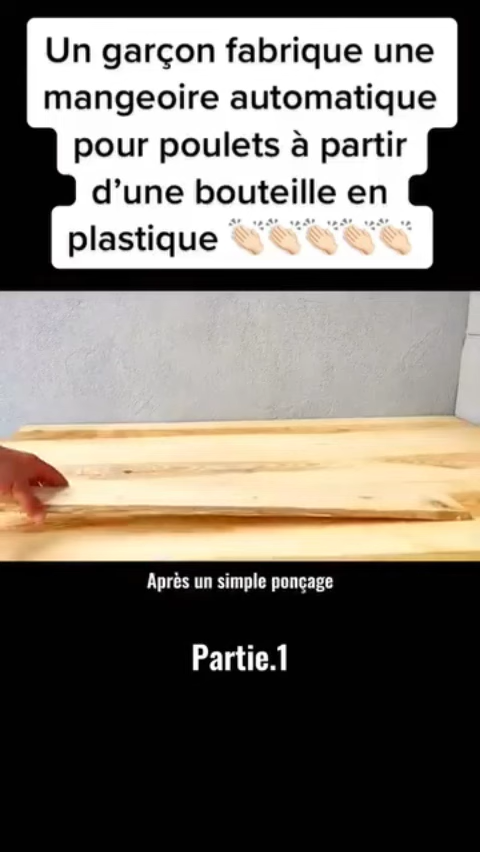 Un garçon fabrique une
mangeoire automatique
pour poulets à partir
d’une bouteille en
plastique 👏🏻👏🏻👏🏻👏🏻👏🏻
Après un simple ponçage
Partie.1